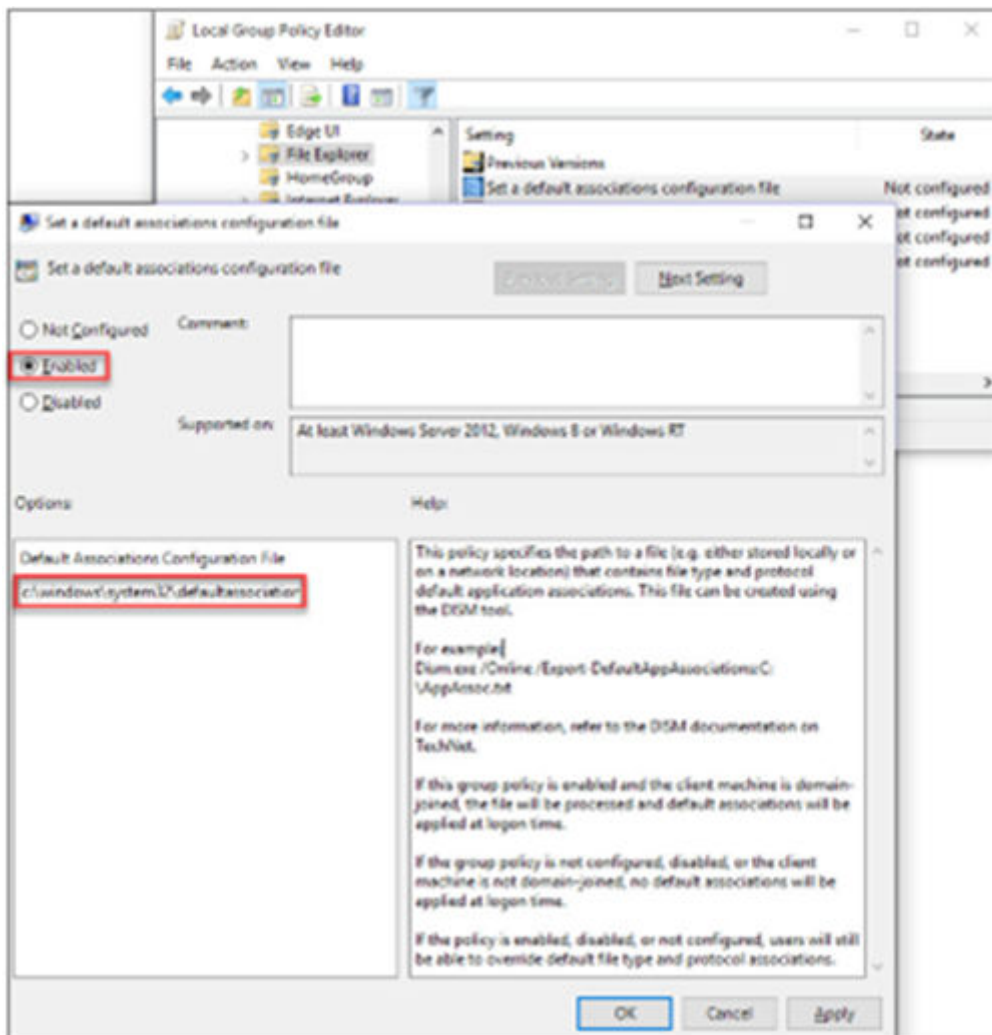 Local Group Policy Editor
File Action View Help
Edge UI
File Explorer
HomeGroup
Internet Explorer
Setting State
Previous Versions
Set a default associations configuration file Not configured
ot configured
ot configured
ot configured
Set a default associations configuration file
Set a default associations configuration file
Next Setting
Not Configured
Enabled
Disabled
Comment:
Supported on:
At least Windows Server 2012, Windows 8 or Windows RT
Options:
Help:
Default Associations Configuration File
c:\windows\system32\defaultassociation
This policy specifies the path to a file (e.g. either stored locally or
on a network location) that contains file type and protocol
default application associations. This file can be created using
the DISM tool.
For example:
Dism.exe /Online /Export-DefaultAppAssociations:C:
\AppAssoc.txt
For more information, refer to the DISM documentation on
TechNet.
If this group policy is enabled and the client machine is domain-
joined, the file will be processed and default associations will be
applied at logon time.
If the group policy is not configured, disabled, or the client
machine is not domain-joined, no default associations will be
applied at logon time.
If the policy is enabled, disabled, or not configured, users will still
be able to override default file type and protocol associations.
OK Cancel Apply